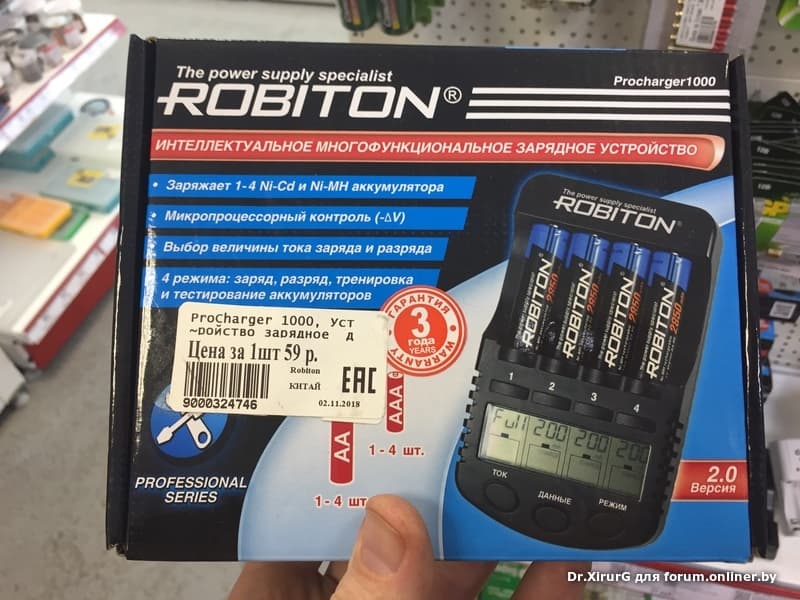 The power supply specialist
ROBITON®
Procharger1000
ИНТЕЛЛЕКТУАЛЬНОЕ МНОГОФУНКЦИОНАЛЬНОЕ ЗАРЯДНОЕ УСТРОЙСТВО
• Заряжает 1-4 Ni-Cd и Ni-MH аккумулятора
• Микропроцессорный контроль (-ΔV)
• Выбор величины тока заряда и разряда
• 4 режима: заряд, разряд, тренировка
и тестирование аккумуляторов
ГАРАНТИЯ
3
года
YEARS
WARRANTY
ProCharger 1000, Уст
~ройство зарядное д
Цена за 1шт 59 р.
Robiton
КИТАЙ
EAC
9000324746
02.11.2018
AA
1-4 шт.
AAA
1-4 шт.
PROFESSIONAL
SERIES
The power supply specialist
ROBITON®
ROBITON 2850
ROBITON 2850
ROBITON 2850
ROBITON 2850
1 2 3 4
Full 200 200 200
ТОК ДАННЫЕ РЕЖИМ
2.0
Версия
Dr.XirurG для forum.onliner.by